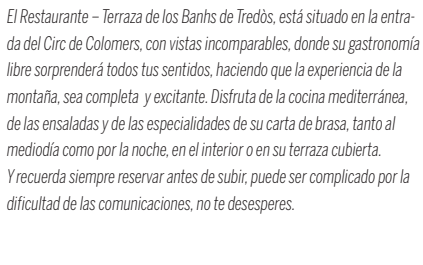 El Restaurante – Terraza de los Banhs de Tredòs, está situado en la entra-
da del Circ de Colomers, con vistas incomparables, donde su gastronomía
libre sorprenderá todos tus sentidos, haciendo que la experiencia de la
montaña, sea completa y excitante. Disfruta de la cocina mediterránea,
de las ensaladas y de las especialidades de su carta de brasa, tanto al
mediodía como por la noche, en el interior o en su terraza cubierta.
Y recuerda siempre reservar antes de subir, puede ser complicado por la
dificultad de las comunicaciones, no te desesperes.